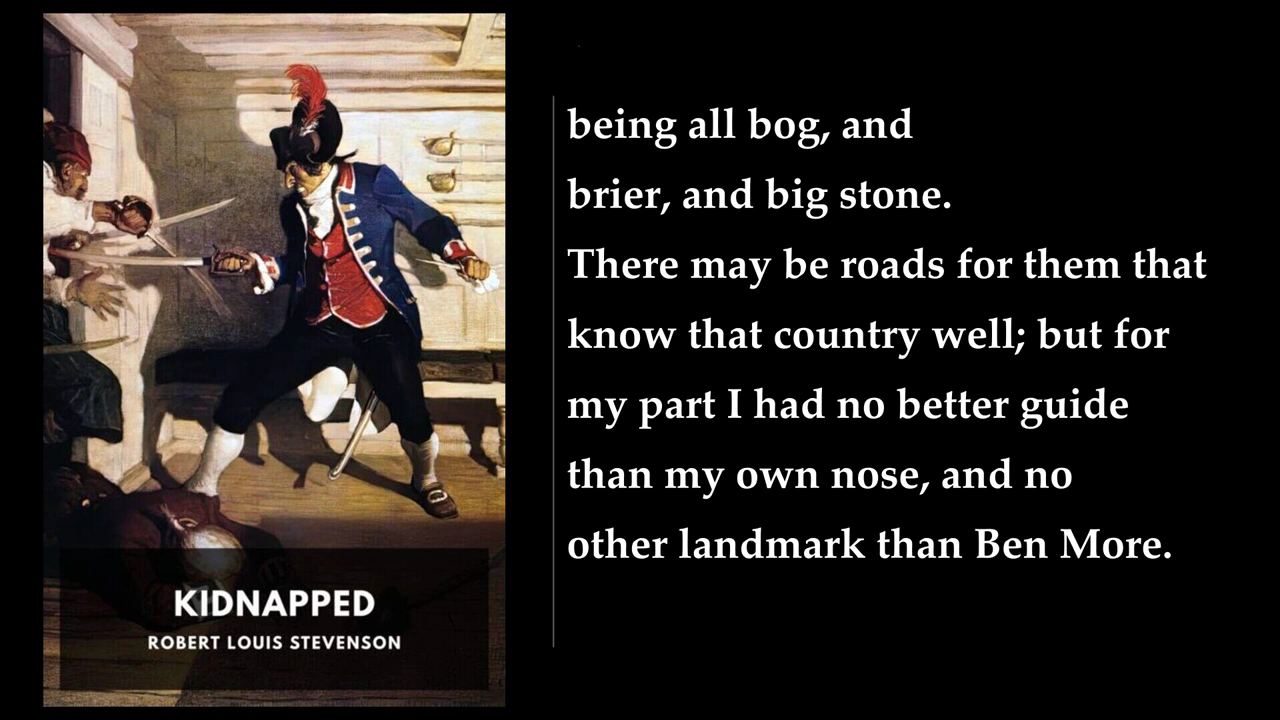 being all bog, and
brier, and big stone.
There may be roads for them that
know that country well; but for
my part I had no better guide
than my own nose, and no
other landmark than Ben More.
KIDNAPPED
ROBERT LOUIS STEVENSON